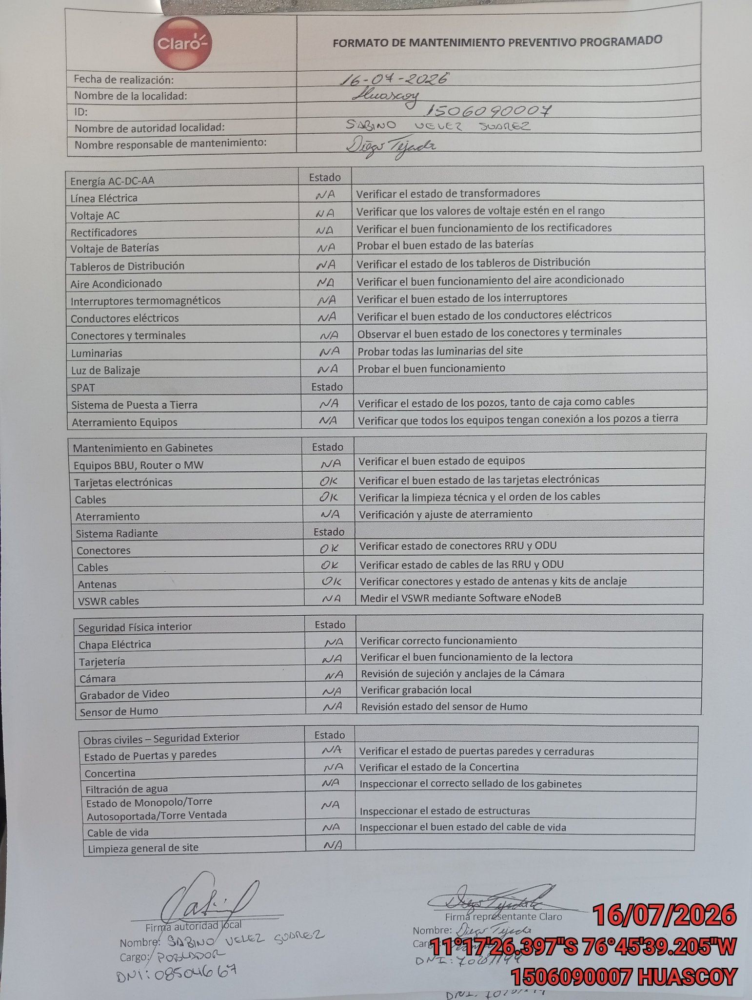 Claro
FORMATO DE MANTENIMIENTO PREVENTIVO PROGRAMADO
Fecha de realización: 16-07-2026
Nombre de la localidad: Huascoy
ID: 1506090007
Nombre de autoridad localidad: SABINO VELEZ SUAREZ
Nombre responsable de mantenimiento: Diego Tejada
Energía AC-DC-AA Estado
Línea Eléctrica NA Verificar el estado de transformadores
Voltaje AC NA Verificar que los valores de voltaje estén en el rango
Rectificadores NA Verificar el buen funcionamiento de los rectificadores
Voltaje de Baterías NA Probar el buen estado de las baterías
Tableros de Distribución NA Verificar el estado de los tableros de Distribución
Aire Acondicionado NA Verificar el buen funcionamiento del aire acondicionado
Interruptores termomagnéticos NA Verificar el buen estado de los interruptores
Conductores eléctricos NA Verificar el buen estado de los conductores eléctricos
Conectores y terminales NA Observar el buen estado de los conectores y terminales
Luminarias NA Probar todas las luminarias del site
Luz de Balizaje NA Probar el buen funcionamiento
SPAT Estado
Sistema de Puesta a Tierra NA Verificar el estado de los pozos, tanto de caja como cables
Aterramiento Equipos NA Verificar que todos los equipos tengan conexión a los pozos a tierra
Mantenimiento en Gabinetes Estado
Equipos BBU, Router o MW NA Verificar el buen estado de equipos
Tarjetas electrónicas OK Verificar el buen estado de las tarjetas electrónicas
Cables OK Verificar la limpieza técnica y el orden de los cables
Aterramiento NA Verificación y ajuste de aterramiento
Sistema Radiante Estado
Conectores OK Verificar estado de conectores RRU y ODU
Cables OK Verificar estado de cables de las RRU y ODU
Antenas OK Verificar conectores y estado de antenas y kits de anclaje
VSWR cables NA Medir el VSWR mediante Software eNodeB
Seguridad Física interior Estado
Chapa Eléctrica NA Verificar correcto funcionamiento
Tarjetería NA Verificar el buen funcionamiento de la lectora
Cámara NA Revisión de sujeción y anclajes de la Cámara
Grabador de Video NA Verificar grabación local
Sensor de Humo NA Revisión estado del sensor de Humo
Obras civiles – Seguridad Exterior Estado
Estado de Puertas y paredes NA Verificar el estado de puertas paredes y cerraduras
Concertina NA Verificar el estado de la Concertina
Filtración de agua NA Inspeccionar el correcto sellado de los gabinetes
Estado de Monopolo/Torre
Autosoportada/Torre Ventada NA Inspeccionar el estado de estructuras
Cable de vida NA Inspeccionar el buen estado del cable de vida
Limpieza general de site NA
Firma autoridad local
Nombre: SABINO VELEZ SUAREZ
Cargo: POBLADOR
DNI: 08504667
Diego Tejada
Firma representante Claro
Nombre: Diego Tejada
DNI:
DNI.
16/07/2026
11°17'26.397"S 76°45'39.205"W
1506090007 HUASCOY